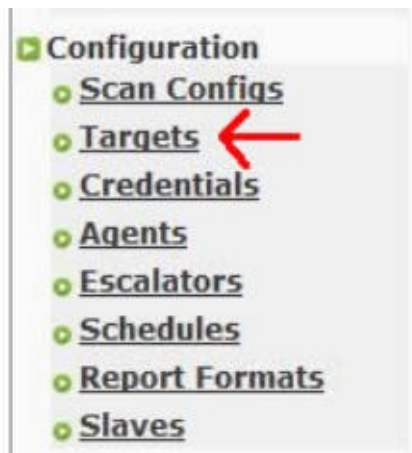 Configuration
Scan Configs
Targets
Credentials
Agents
Escalators
Schedules
Report Formats
Slaves